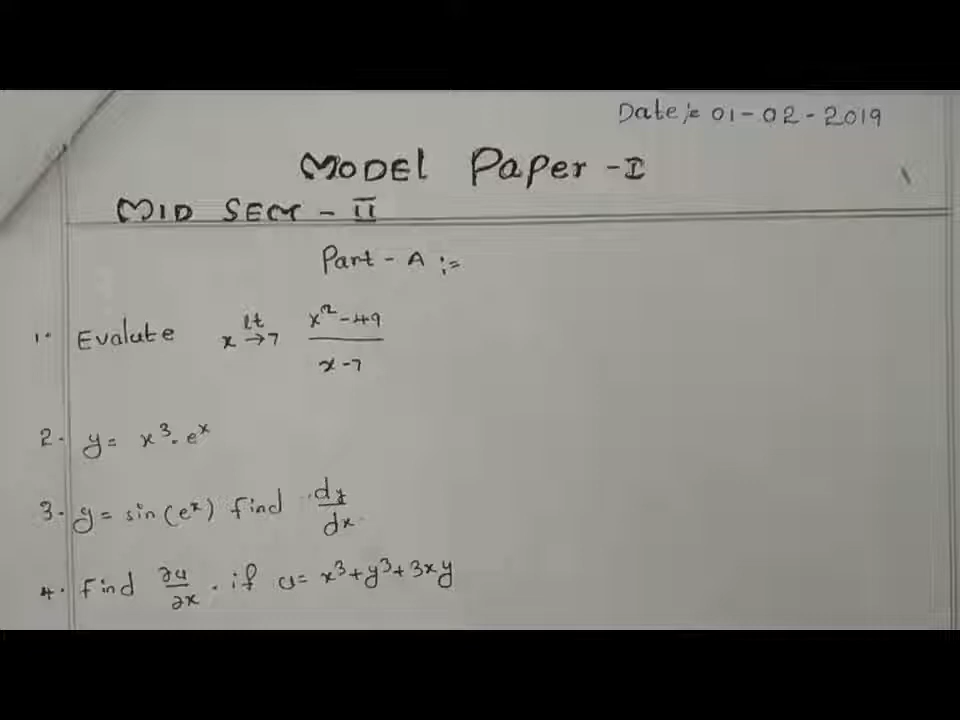 Date:= 01-02-2019
MODEL Paper-I
MID SEM - II
Part - A :=
1. Evalute lt x→7 x²-49 / x-7
2. y = x³. eˣ
3. y = sin(eˣ) find dy/dx
4. Find ∂u/∂x . if u = x³+y³+3xy